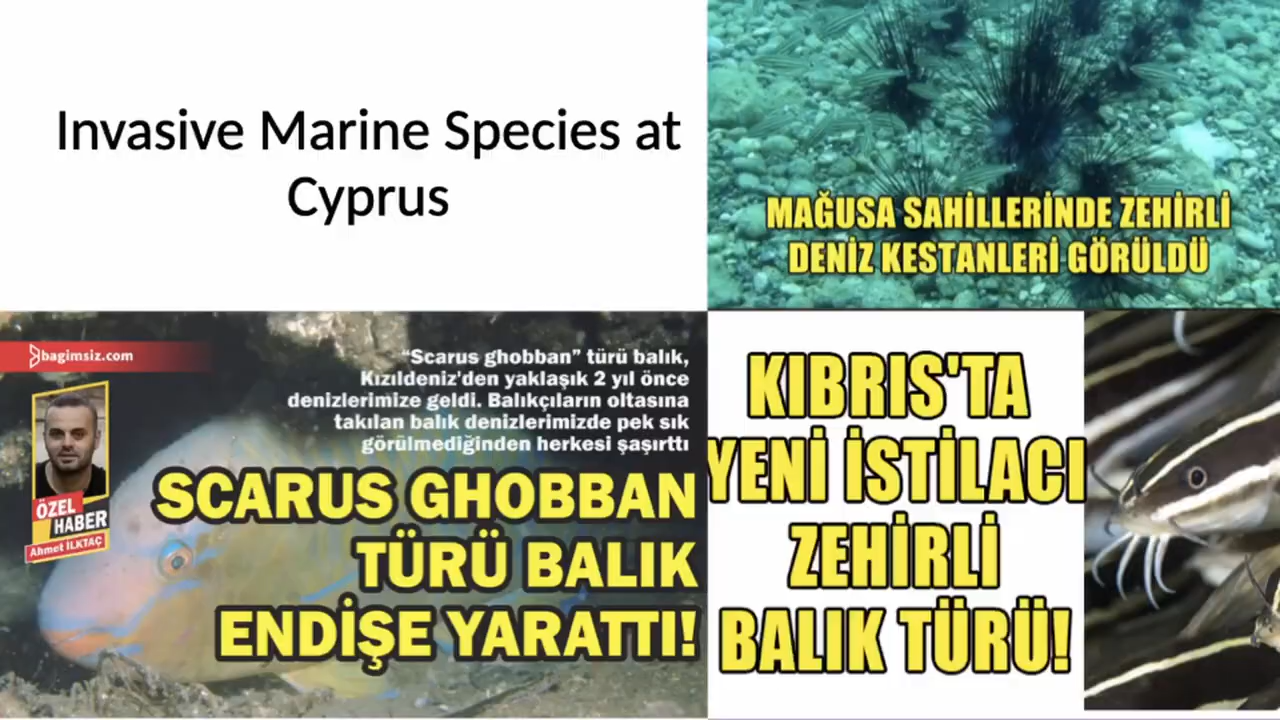 Invasive Marine Species at
Cyprus
MAĞUSA SAHİLLERİNDE ZEHİRLİ
DENİZ KESTANLERİ GÖRÜLDÜ
bagimsiz.com
"Scarus ghobban" türü balık,
Kızıldeniz'den yaklaşık 2 yıl önce
denizlerimize geldi. Balıkçıların oltasına
takılan balık denizlerimizde pek sık
görülmediğinden herkesi şaşırttı
ÖZEL
HABER
Ahmet İLKTAÇ
SCARUS GHOBBAN
TÜRÜ BALIK
ENDİŞE YARATTI!
KIBRIS'TA
YENİ İSTİLACI
ZEHİRLİ
BALIK TÜRÜ!